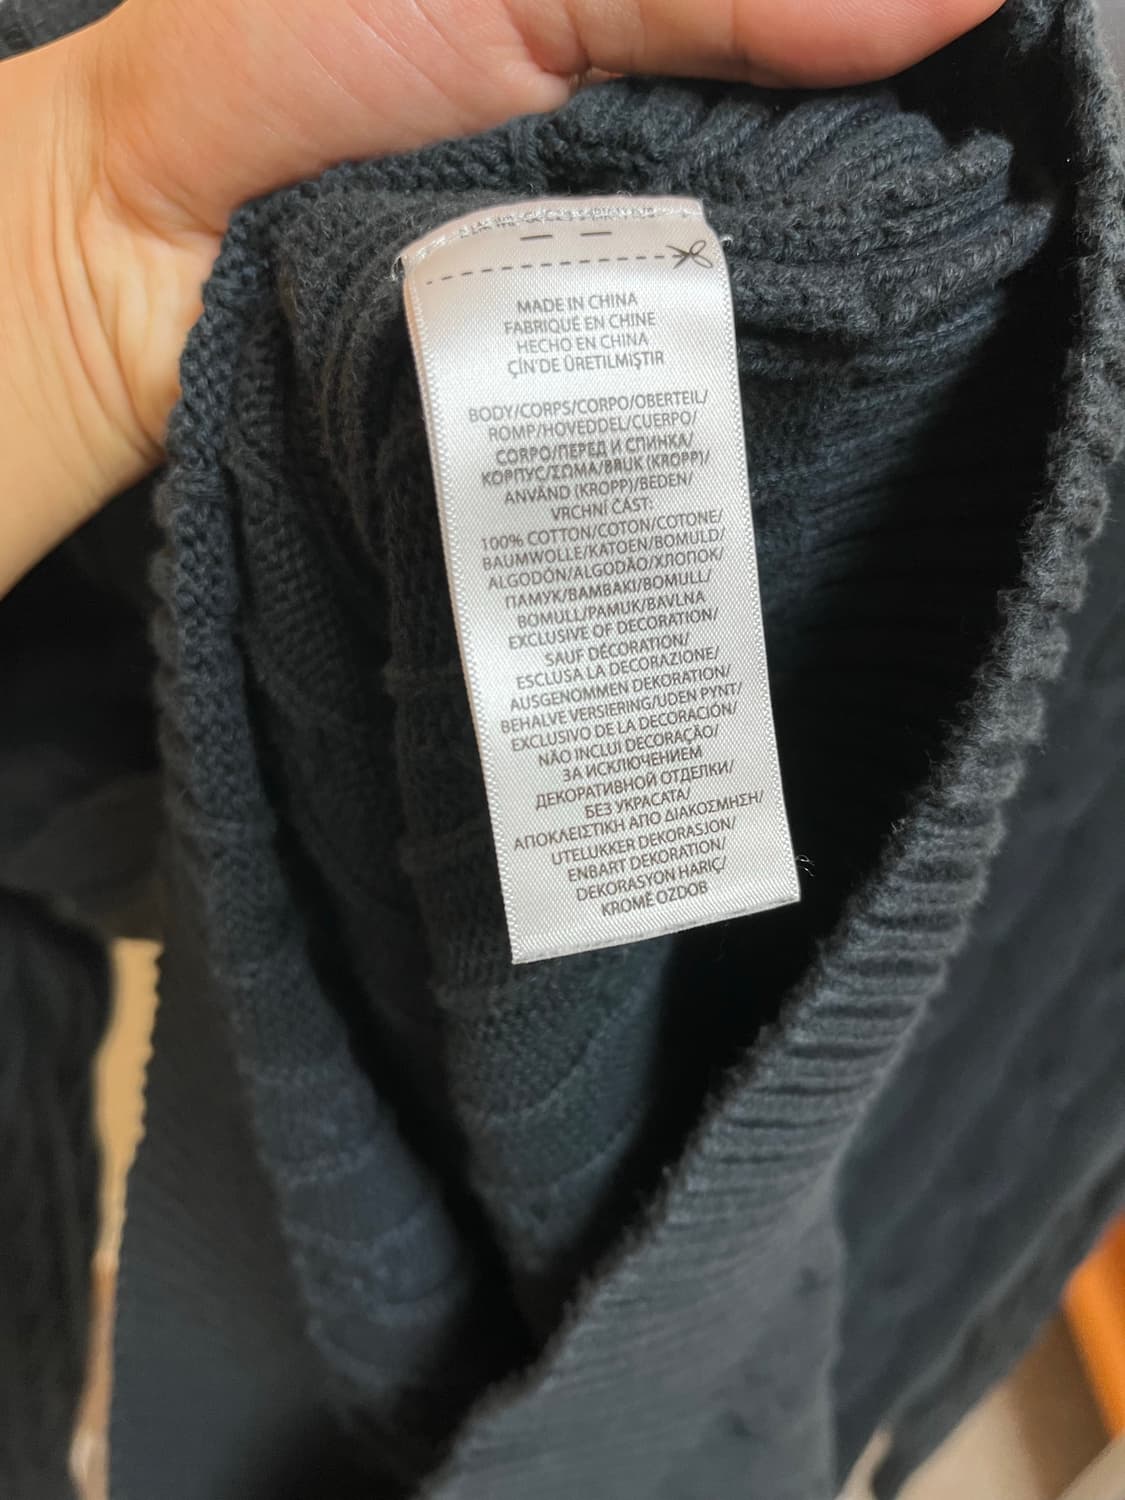 MADE IN CHINA
FABRIQUÉ EN CHINE
HECHO EN CHINA
ÇİN'DE ÜRETİLMİŞTİR
BODY/CORPS/CORPO/OBERTEIL/
ROMP/HOVEDDEL/CUERPO/
CORPO/ПЕРЕД И СПИНКА/
КОРПУС/ΣΩΜΑ/BRUK (KROPP)/
ANVÄND (KROPP)/BEDEN/
VRCHNÍ ČÁST:
100% COTTON/COTON/COTONE/
BAUMWOLLE/KATOEN/BOMULD/
ALGODÓN/ALGODÃO/ХЛОПОК/
ПАМУК/ΒΑΜΒΑΚΙ/BOMULL/
BOMULL/PAMUK/BAVLNA
EXCLUSIVE OF DECORATION/
SAUF DÉCORATION/
ESCLUSA LA DECORAZIONE/
AUSGENOMMEN DEKORATION/
BEHALVE VERSIERING/UDEN PYNT/
EXCLUSIVO DE LA DECORACIÓN/
NÃO INCLUI DECORAÇÃO/
ЗА ИСКЛЮЧЕНИЕМ
ДЕКОРАТИВНОЙ ОТДЕЛКИ/
БЕЗ УКРАСАТА/
ΑΠΟΚΛΕΙΣΤΙΚΗ ΑΠΟ ΔΙΑΚΟΣΜΗΣΗ/
UTELUKKER DEKORASJON/
ENBART DEKORATION/
DEKORASYON HARİÇ/
KROMĚ OZDOB